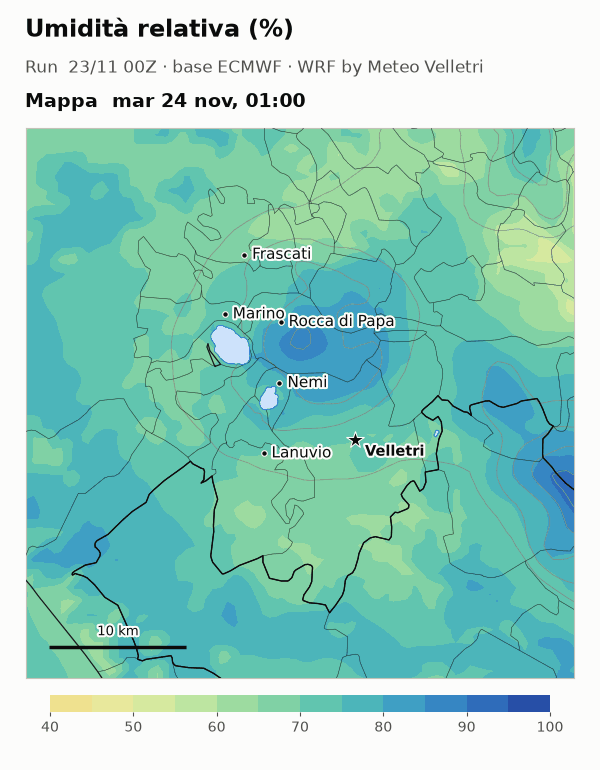 Umidità relativa (%)
Run  23/11 00Z · base ECMWF · WRF by Meteo Velletri
Mappa  mar 24 nov, 01:00
Frascati
Marino
Rocca di Papa
Nemi
Velletri
Lanuvio
10 km
40 50 60 70 80 90 100